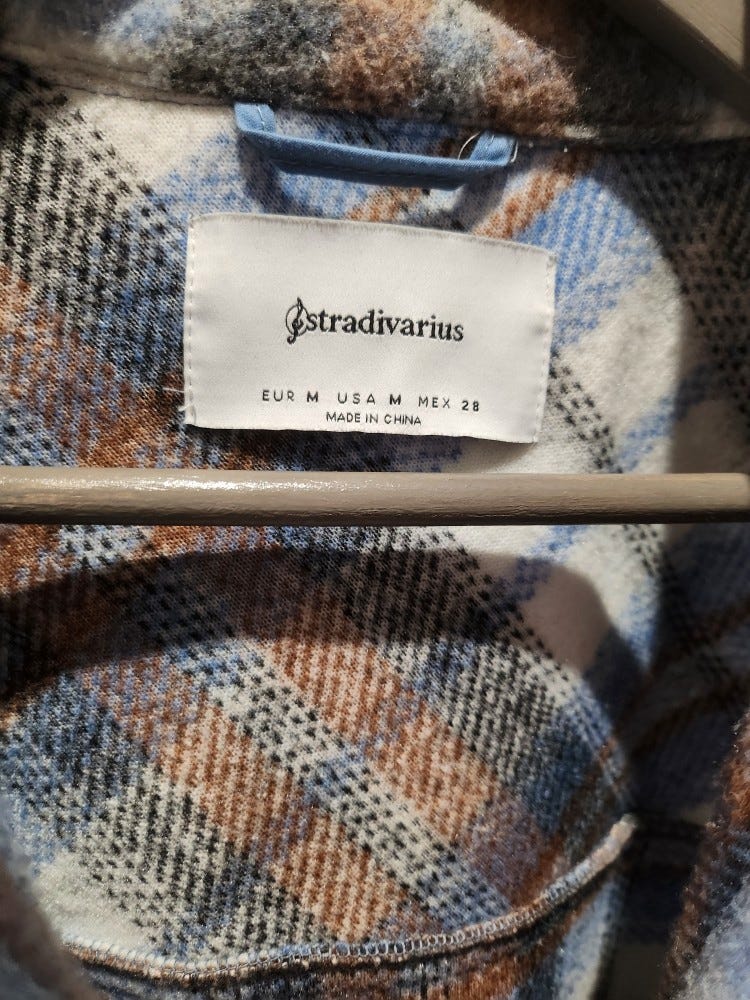 stradivarius
EUR M USA M MEX 28
MADE IN CHINA